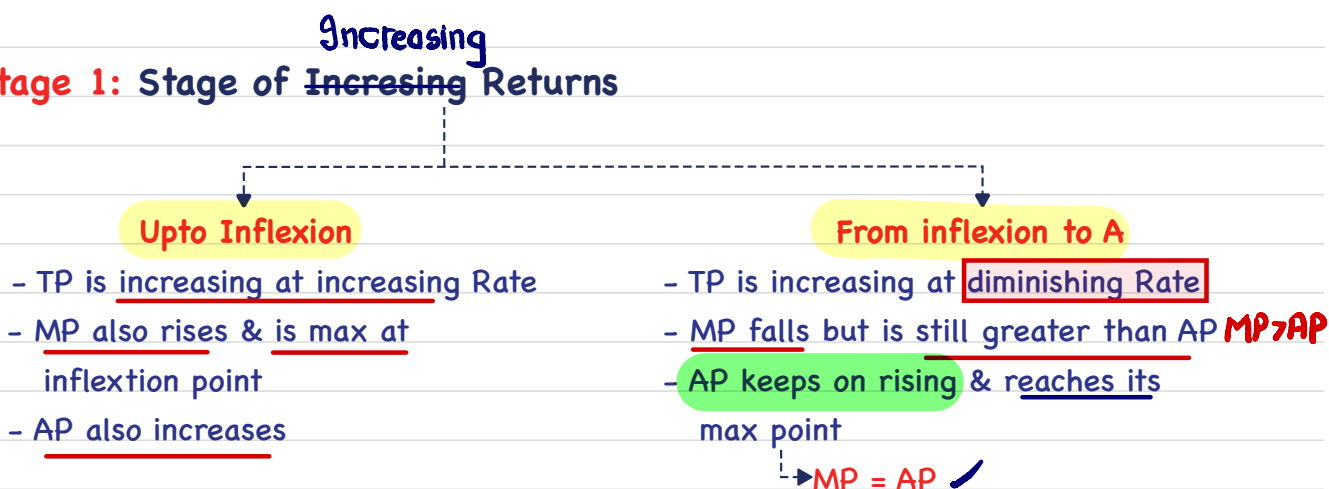 Increasing
tage 1: Stage of Incresing Returns
Upto Inflexion
- TP is increasing at increasing Rate
- MP also rises & is max at
inflextion point
- AP also increases
From inflexion to A
- TP is increasing at diminishing Rate
- MP falls but is still greater than AP MP>AP
- AP keeps on rising & reaches its
max point
MP = AP